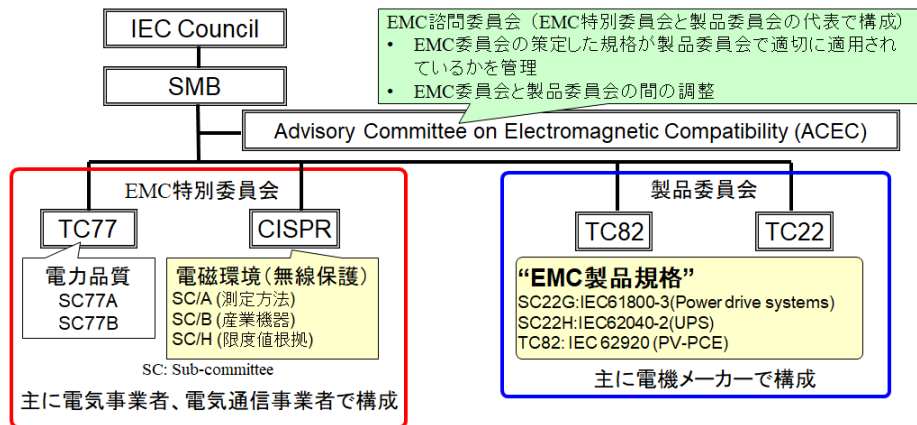 IEC Council
EMC諮問委員会（EMC特別委員会と製品委員会の代表で構成）
• EMC委員会の策定した規格が製品委員会で適切に適用され
ているかを管理
• EMC委員会と製品委員会の間の調整
SMB
Advisory Committee on Electromagnetic Compatibility (ACEC)
EMC特別委員会
TC77
CISPR
電力品質
SC77A
SC77B
電磁環境（無線保護）
SC/A (測定方法)
SC/B (産業機器)
SC/H (限度値根拠)
SC: Sub-committee
主に電気事業者、電気通信事業者で構成
製品委員会
TC82
TC22
“EMC製品規格”
SC22G:IEC61800-3(Power drive systems)
SC22H:IEC62040-2(UPS)
TC82: IEC 62920 (PV-PCE)
主に電機メーカーで構成